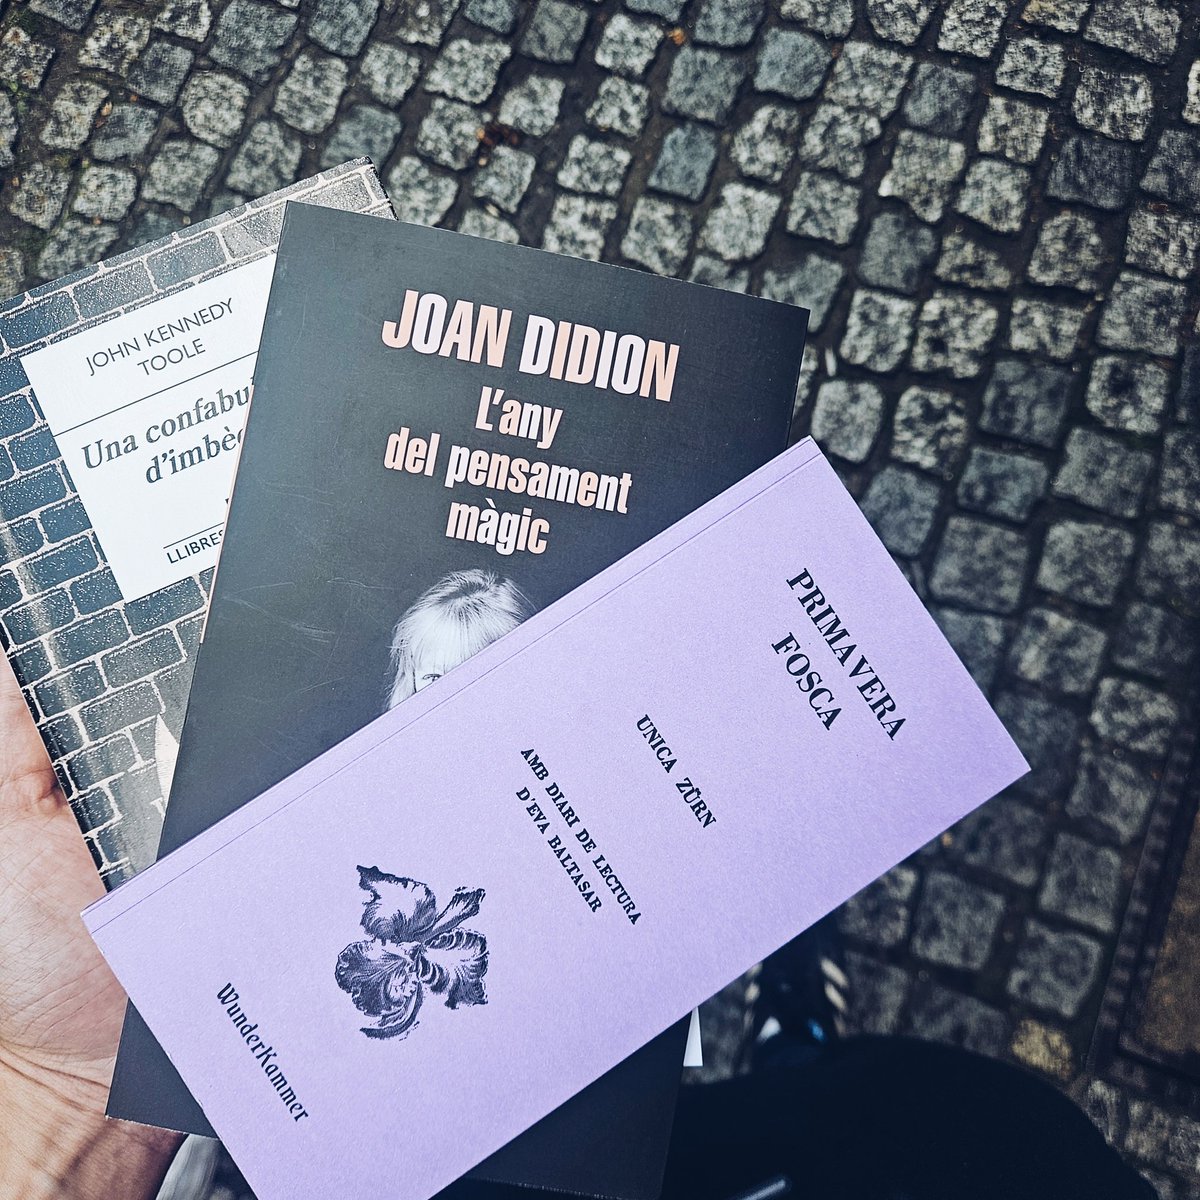 JOHN KENNEDY
TOOLE
Una confabu
d'imbè
LLIBRES
JOAN DIDION
L'any
del pensament
màgic
PRIMAVERA
FOSCA
UNICA ZÜRN
AMB DIARI DE LECTURA
D'EVA BALTASAR
WunderKammer